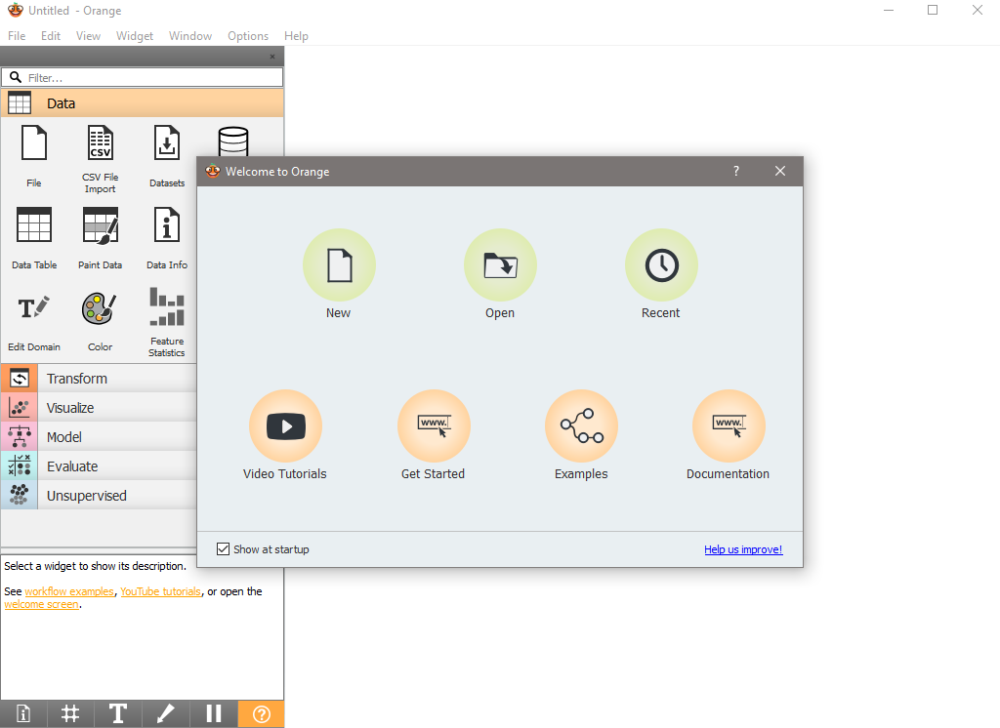 Untitled - Orange
File Edit View Widget Window Options Help
×
Filter...
Data
File
CSV File
Import
CSV
Datasets
Data Table
Paint Data
Data Info
Edit Domain
Color
Feature
Statistics
Transform
Visualize
Model
Evaluate
Unsupervised
Select a widget to show its description.
See workflow examples, YouTube tutorials, or open the
welcome screen.
Welcome to Orange
?
New
Open
Recent
www.
www.
Video Tutorials
Get Started
Examples
Documentation
Show at startup
Help us improve!
T
?